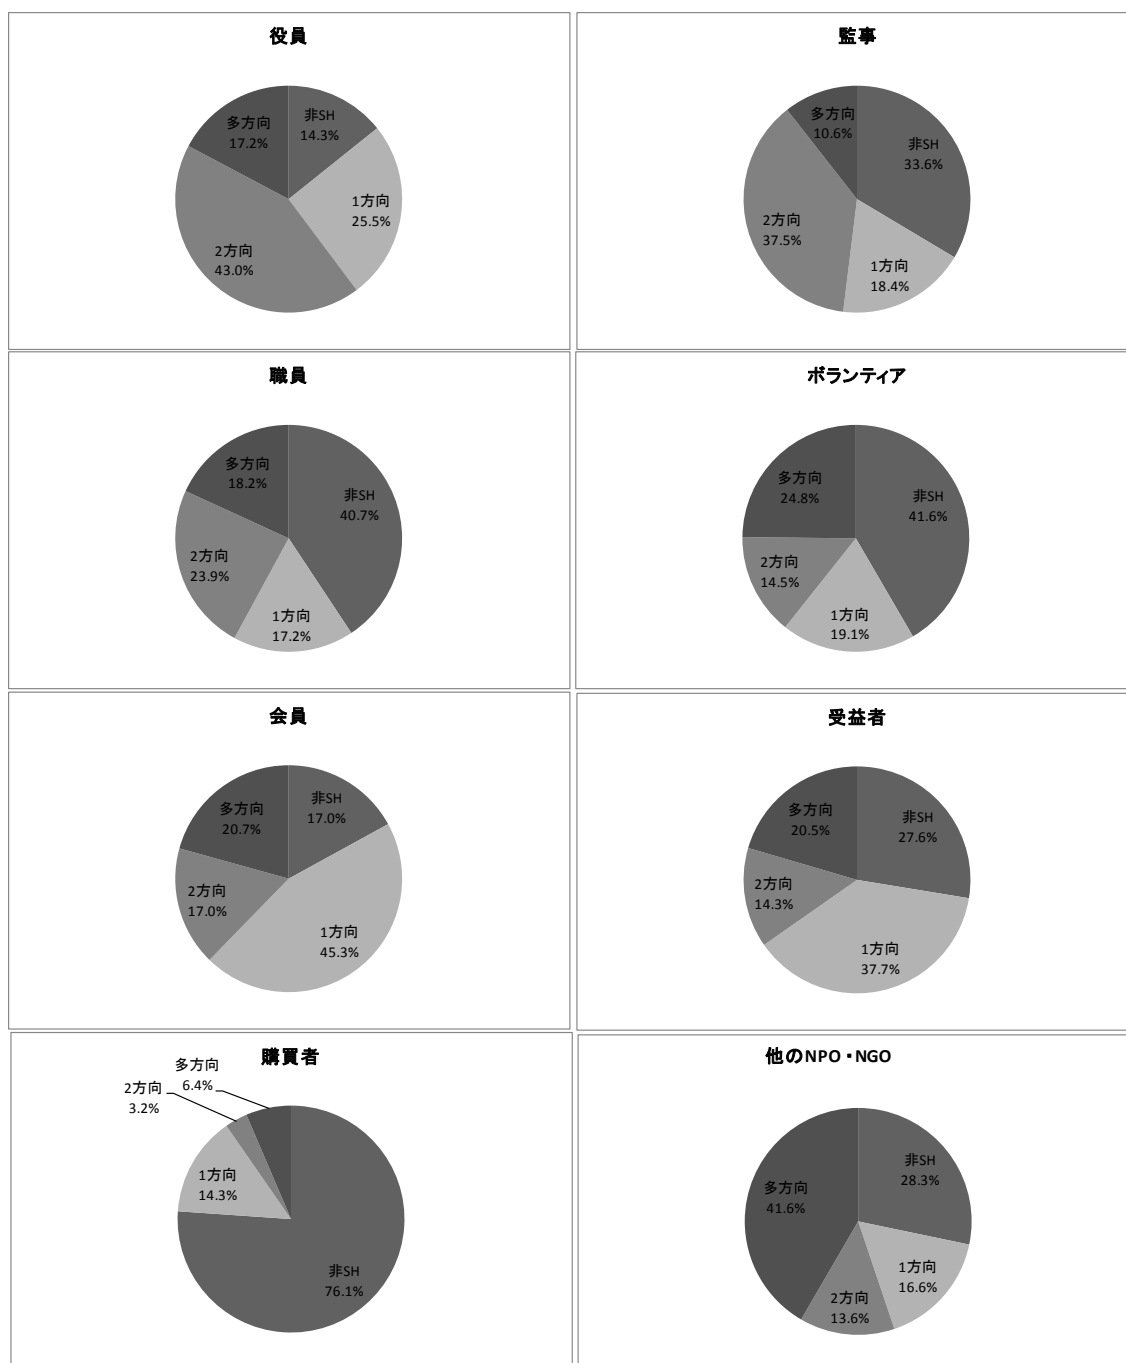 役員
多方向
17.2%
非SH
14.3%
1方向
25.5%
2方向
43.0%
監事
多方向
10.6%
非SH
33.6%
2方向
37.5%
1方向
18.4%
職員
多方向
18.2%
非SH
40.7%
2方向
23.9%
1方向
17.2%
ボランティア
多方向
24.8%
非SH
41.6%
2方向
14.5%
1方向
19.1%
会員
多方向
20.7%
非SH
17.0%
2方向
17.0%
1方向
45.3%
受益者
多方向
20.5%
非SH
27.6%
2方向
14.3%
1方向
37.7%
購買者
多方向
6.4%
2方向
3.2%
1方向
14.3%
非SH
76.1%
他のNPO・NGO
多方向
41.6%
非SH
28.3%
1方向
16.6%
2方向
13.6%